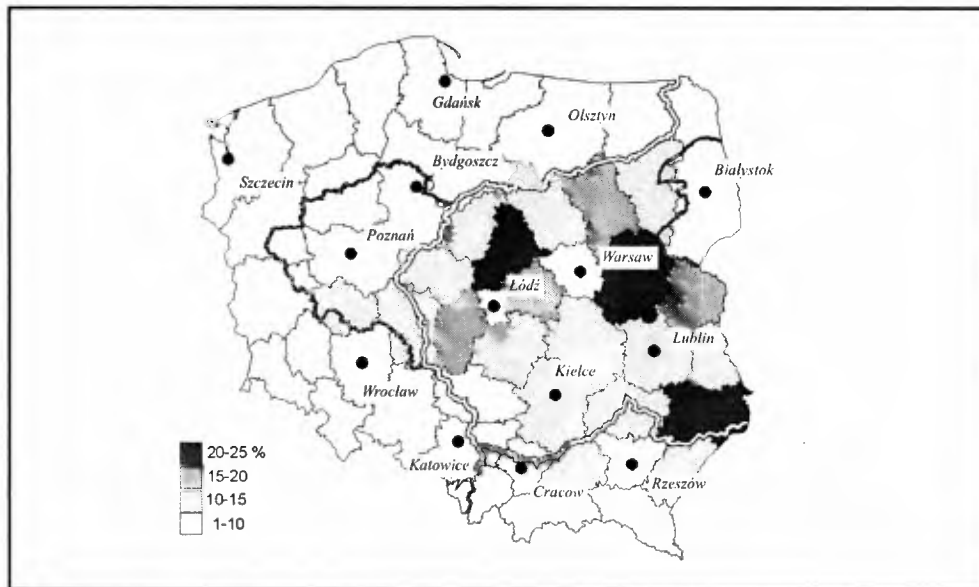 Gdańsk
Olsztyn
Bydgoszcz
Białystok
Szczecin
Poznań
Warsaw
Łódź
Lublin
Kielce
Wrocław
20-25 %
15-20
10-15
1-10
Katowice
Cracow
Rzeszów